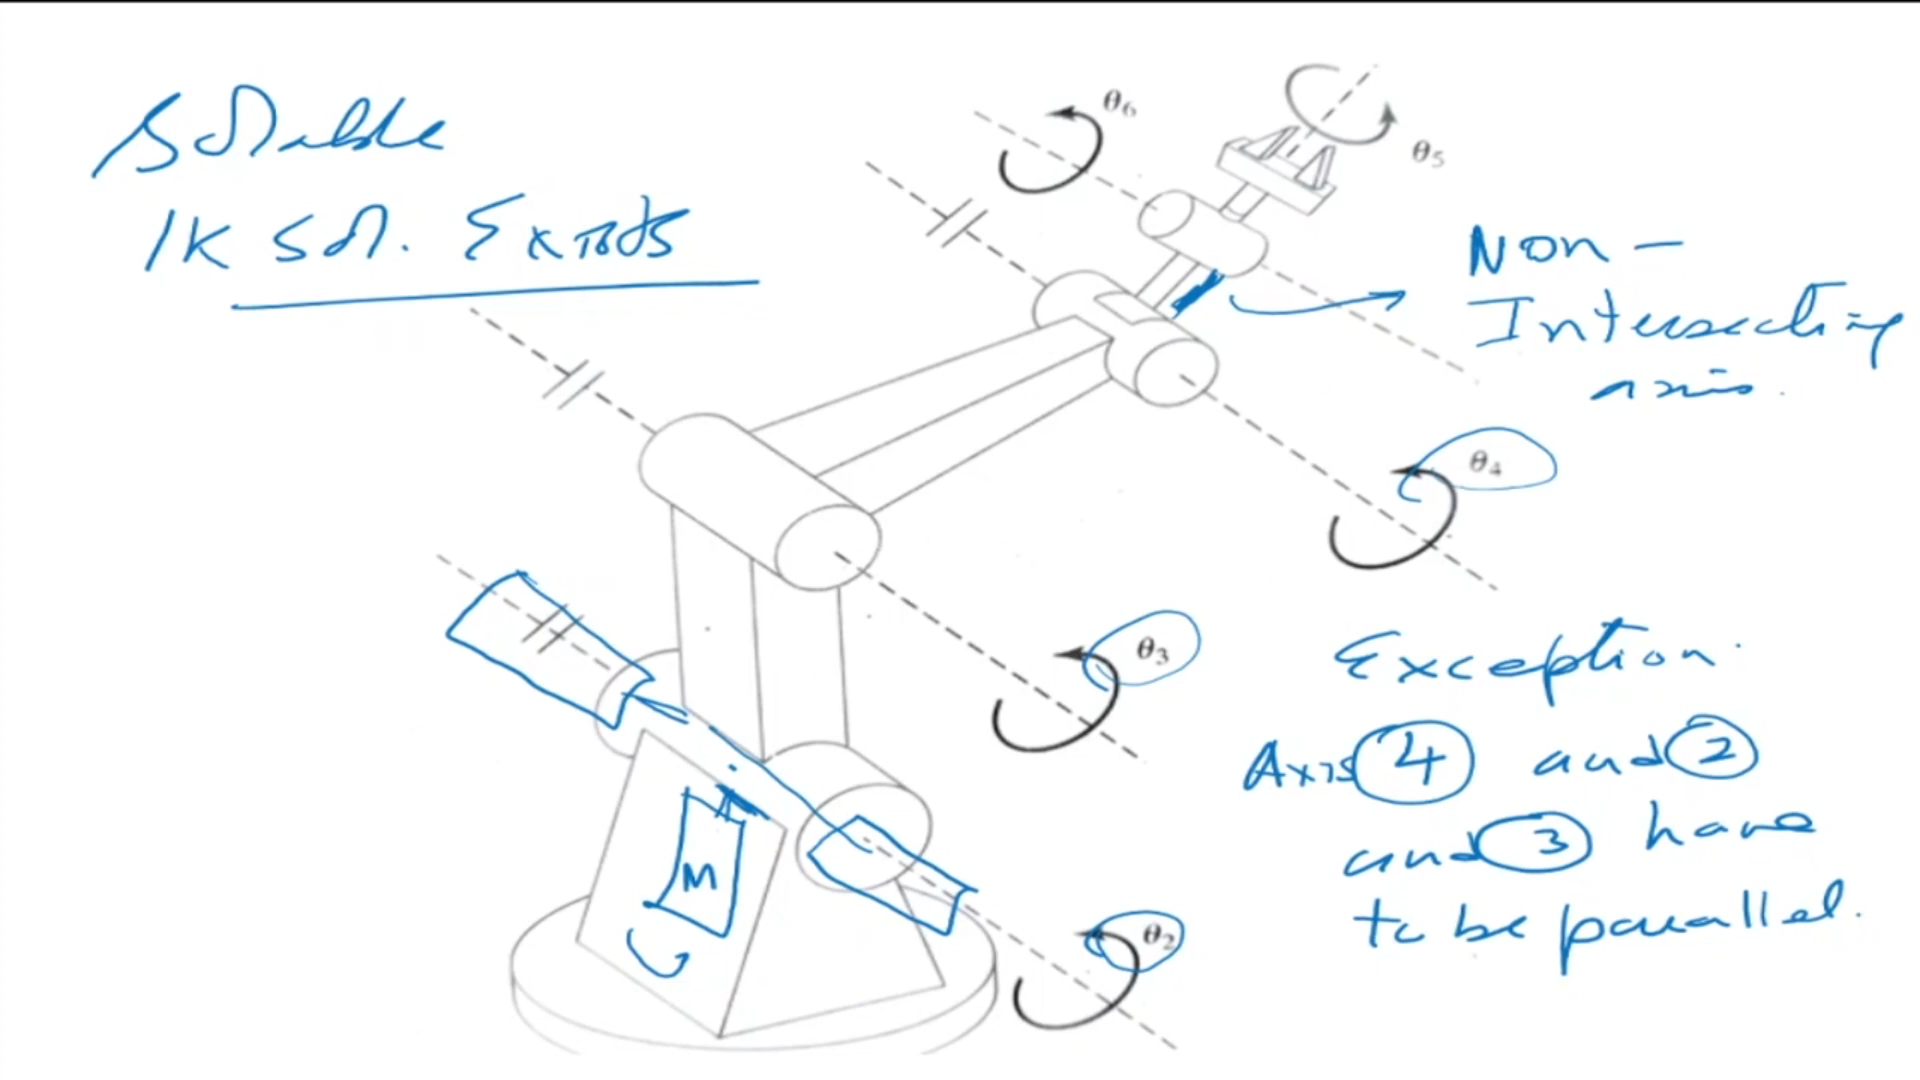 Solvable
IK Sol. Exists
θ6
θ5
Non-
Intersecting
axis.
θ4
θ3
Exception.
Axis 4 and 2
and 3 have
to be parallel.
M
θ2